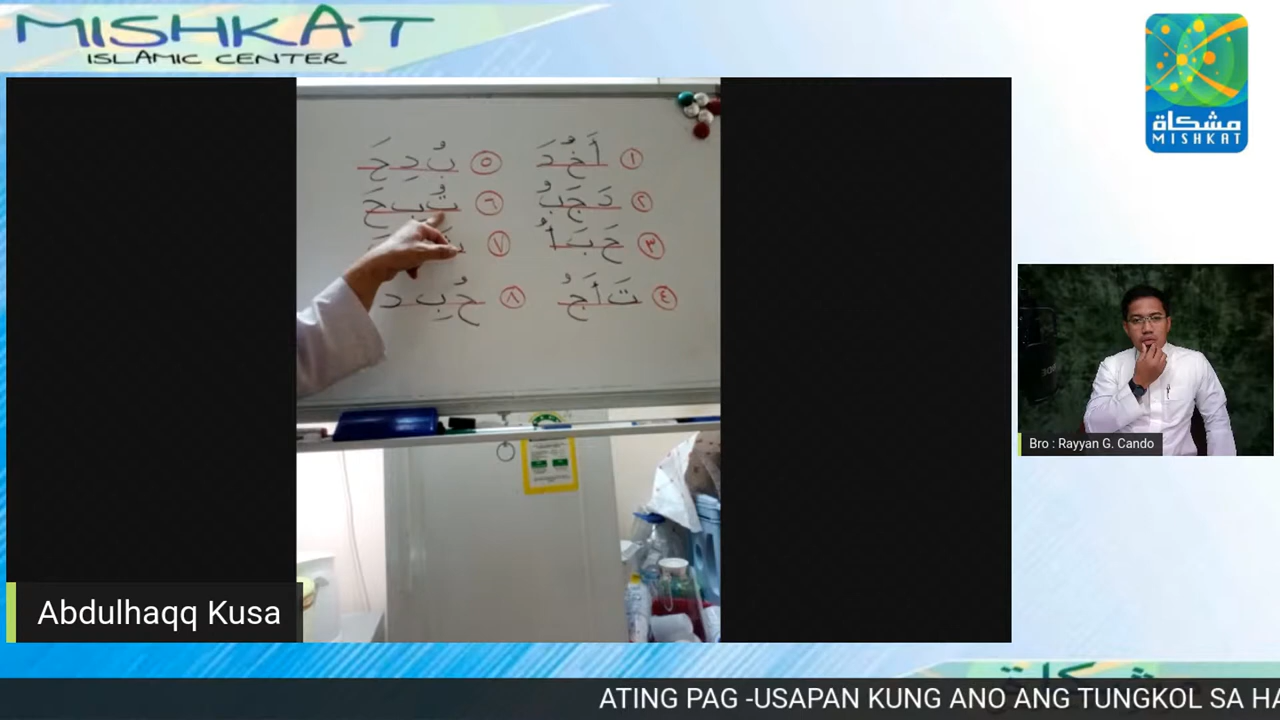 MISHKAT
ISLAMIC CENTER
مشكاة
MISHKAT
١ أَخُدَ
٢ دَجَبُ
٣ حَبَأُ
٤ تَأَجُ
٥ بُدِحَ
٦ تُبِحَ
٧
٨ حُبِد
Bro : Rayyan G. Cando
Abdulhaqq Kusa
ATING PAG -USAPAN KUNG ANO ANG TUNGKOL SA HA